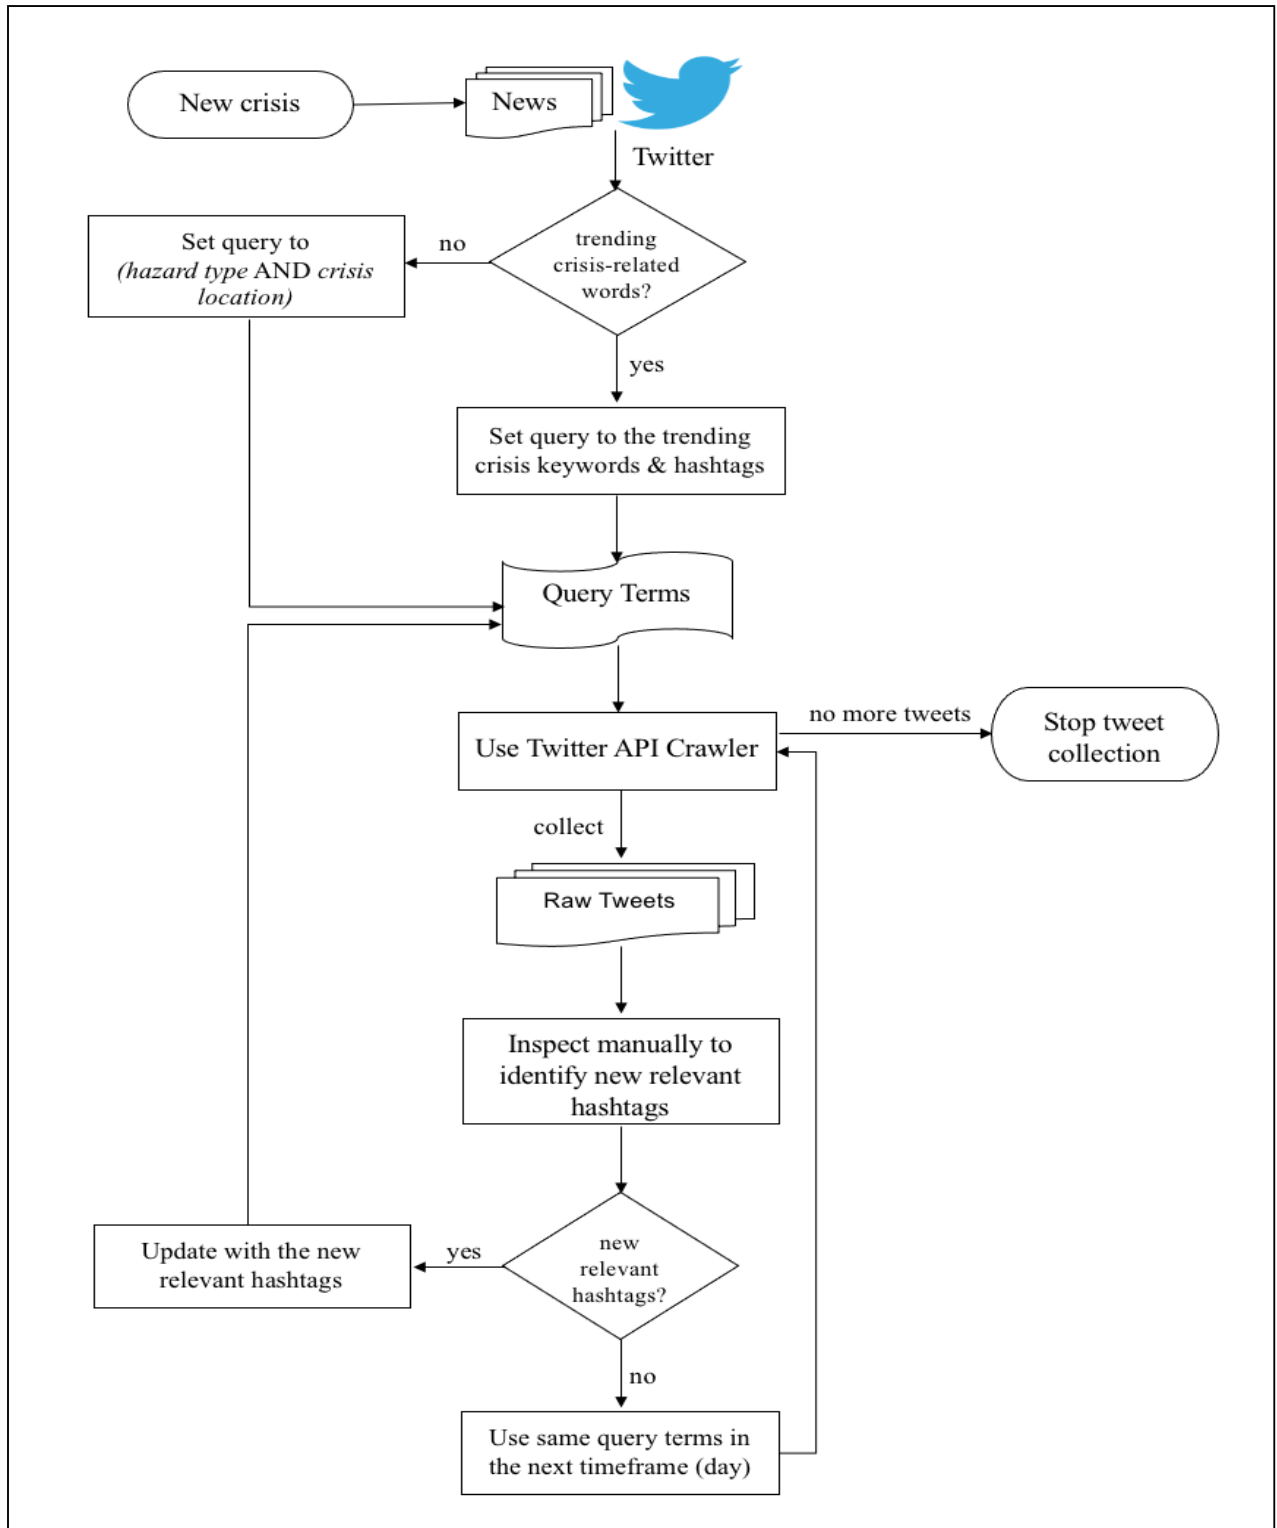 New crisis
News
Twitter
trending
crisis-related
words?
no
Set query to
(hazard type AND crisis
location)
yes
Set query to the trending
crisis keywords & hashtags
Query Terms
Use Twitter API Crawler
no more tweets
Stop tweet
collection
collect
Raw Tweets
Inspect manually to
identify new relevant
hashtags
new
relevant
hashtags?
yes
Update with the new
relevant hashtags
no
Use same query terms in
the next timeframe (day)